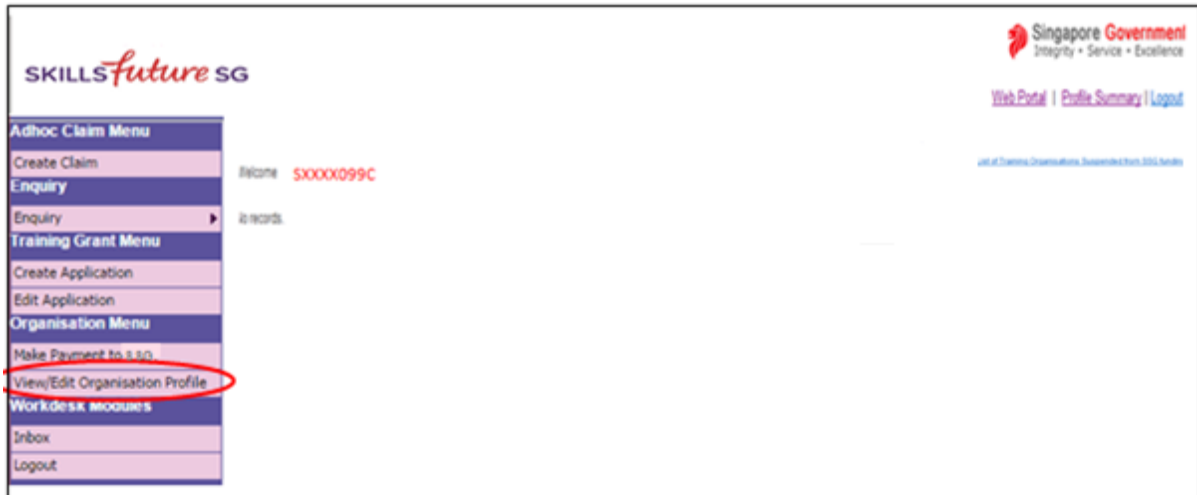 Singapore Government
Integrity • Service • Excellence
SKILLSfuture SG
Web Portal | Profile Summary | Logout
Adhoc Claim Menu
Create Claim
List of Training Organisations Suspended from SSG funding
Welcome SXXXX099C
Enquiry
Enquiry
No records.
Training Grant Menu
Create Application
Edit Application
Organisation Menu
Make Payment to SSG
View/Edit Organisation Profile
Workdesk Modules
Inbox
Logout